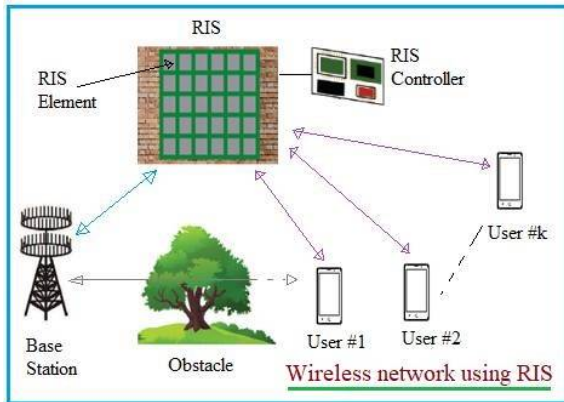 RIS
RIS
Element
RIS
Controller
User #k
User #1
User #2
Base
Station
Obstacle
Wireless network using RIS